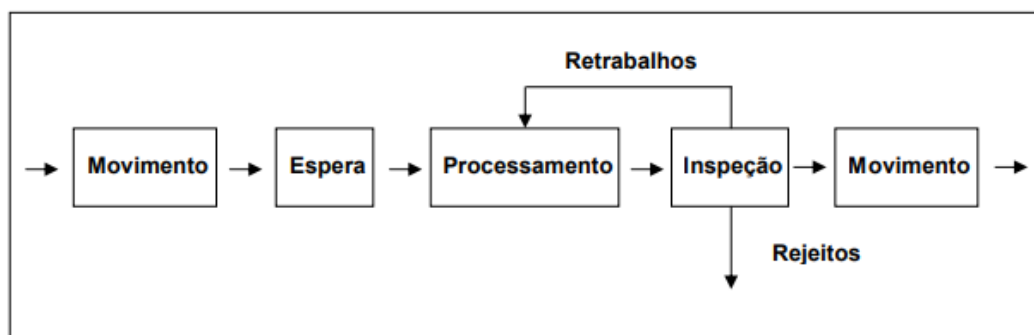 Retrabalhos
Movimento
Espera
Processamento
Inspeção
Movimento
Rejeitos